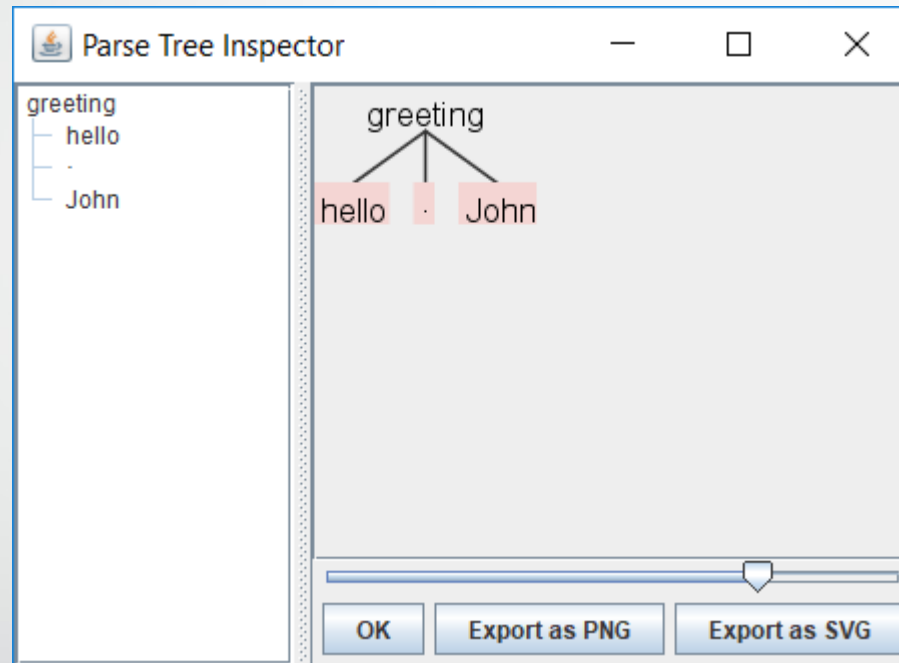 Parse Tree Inspector
greeting
hello
.
John
greeting
hello . John
OK Export as PNG Export as SVG